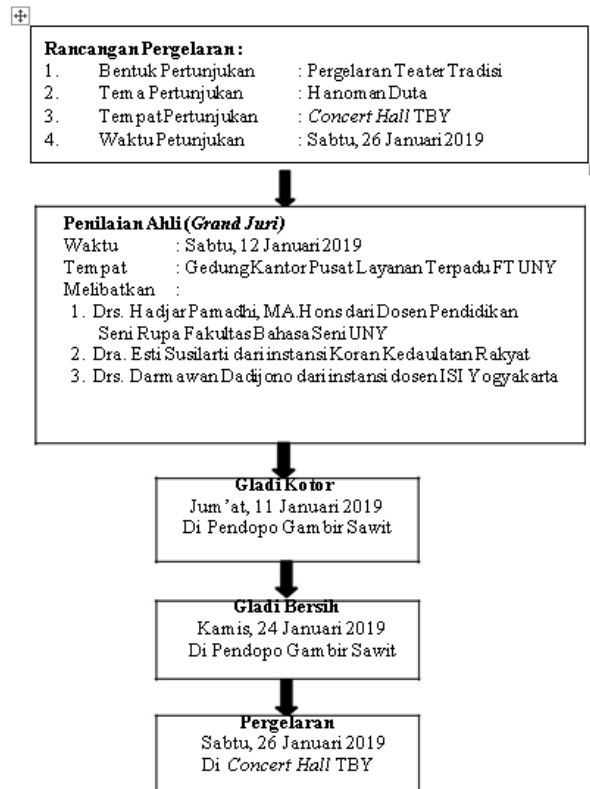 Rancangan Pergelaran :
1. Bentuk Pertunjukan : Pergelaran Teater Tradisi
2. Tema Pertunjukan : Hanoman Duta
3. Tempat Pertunjukan : Concert Hall TBY
4. Waktu Petunjukan : Sabtu, 26 Januari 2019
Penilaian Ahli (Grand Juri)
Waktu : Sabtu, 12 Januari 2019
Tempat : Gedung Kantor Pusat Layanan Terpadu FT UNY
Melibatkan :
1. Drs. Hadjar Pamadhi, MA.Hons dari Dosen Pendidikan
Seni Rupa Fakultas Bahasa Seni UNY
2. Dra. Esti Susilarti dari instansi Koran Kedaulatan Rakyat
3. Drs. Darmawan Dadijono dari instansi dosen ISI Yogyakarta
Gladi Kotor
Jum'at, 11 Januari 2019
Di Pendopo Gambir Sawit
Gladi Bersih
Kamis, 24 Januari 2019
Di Pendopo Gambir Sawit
Pergelaran
Sabtu, 26 Januari 2019
Di Concert Hall TBY